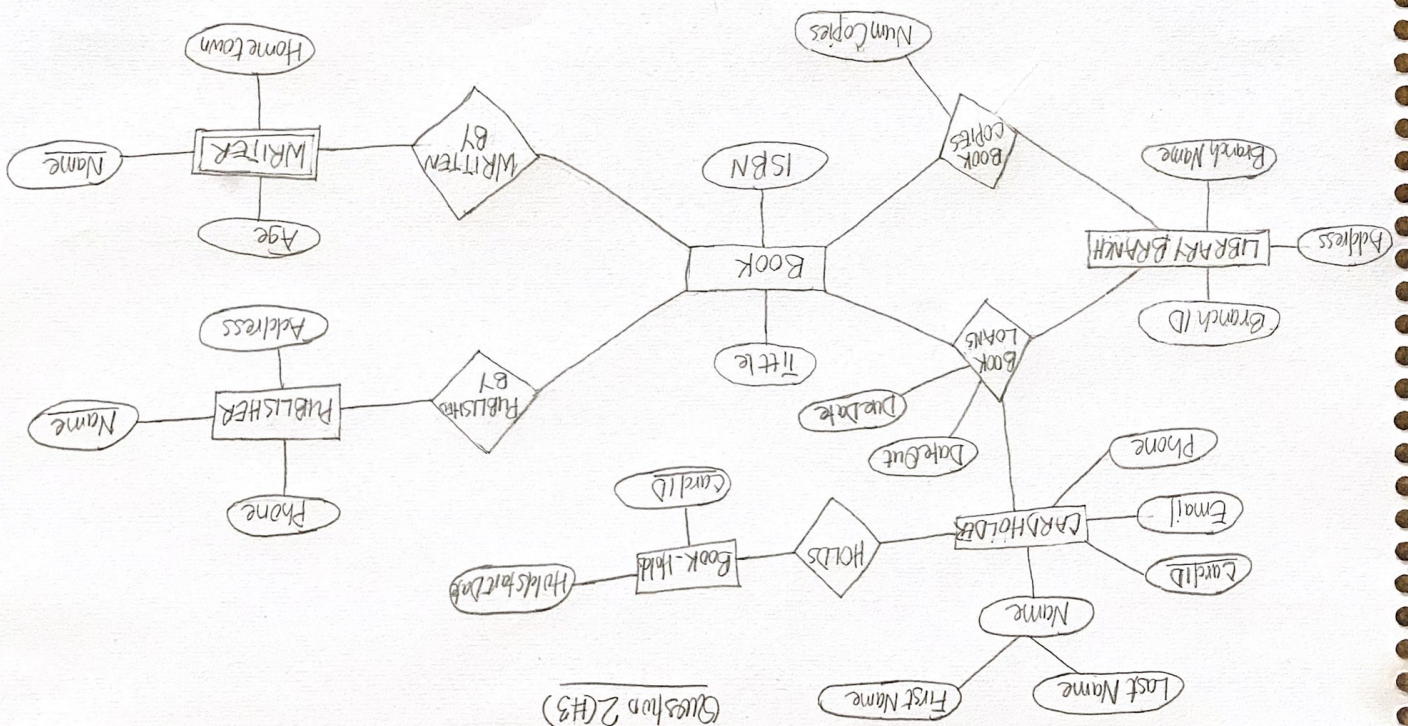 Question 2(H3)
Last Name
First Name
Name
CardID
Email
Phone
CARDHOLDER
HOLDS
Book-Hold
HoldstartDate
CardID
Phone
PUBLISHER
Name
Address
DateOut
DueDate
BOOK
LOANS
Tittle
PUBLISHED
BY
BranchID
Address
LIBRARY BRANCH
BranchName
BOOK
ISBN
Age
WRITER
Name
Hometown
WRITTEN
BY
BOOK
COPIES
NumCopies